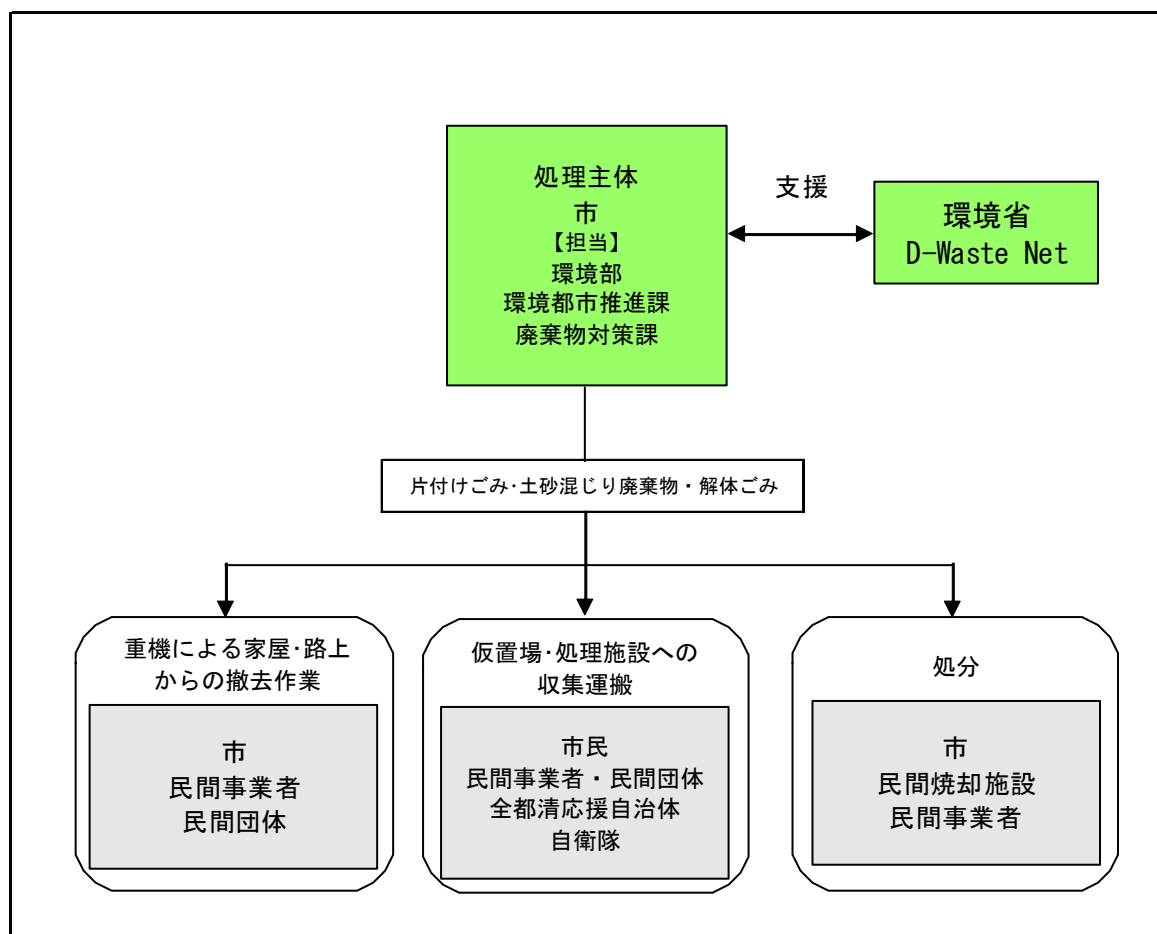 処理主体
市
【担当】
環境部
環境都市推進課
廃棄物対策課
支援
環境省
D-Waste Net
片付けごみ･土砂混じり廃棄物・解体ごみ
重機による家屋･路上
からの撤去作業
市
民間事業者
民間団体
仮置場･処理施設への
収集運搬
市民
民間事業者・民間団体
全都清応援自治体
自衛隊
処分
市
民間焼却施設
民間事業者